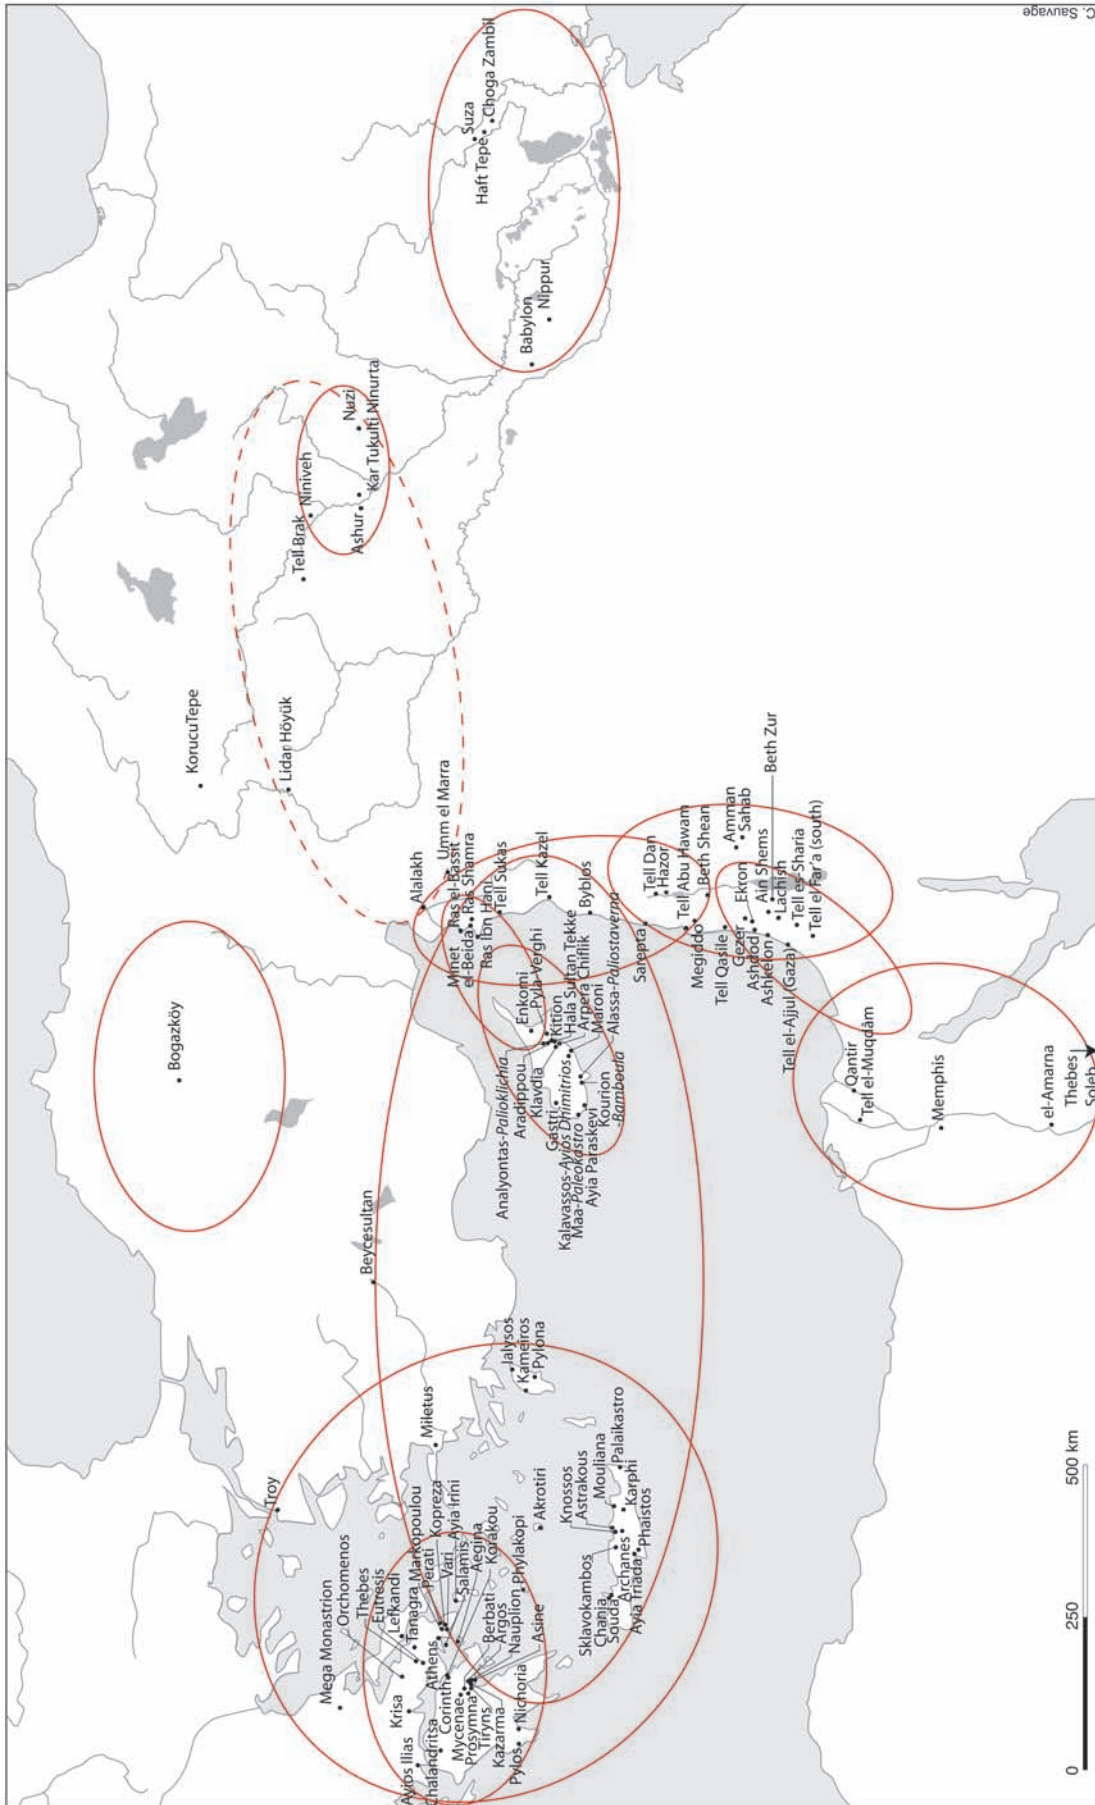 C. Sauvage
Mega Monastrion
Orchomenos
Thebes
Eutresis
Lefkandi
Tanagra
Markopoulou
Perati
Kopreza
Vari
Ayia Irini
Salamis
Aegina
Korakou
Krisa
Ayios Ilias
Chalandritsa
Athens
Corinth
Mycenae
Prosymna
Tiryns
Kazarma
Pylos
Nichoria
Berbati
Argos
Nauplion
Asine
Phylakopi
Akrotiri
Troy
Miletus
Beycesultan
Ialysos
Kameiros
Pylona
Knossos
Astrakous
Mouliana
Palaikastro
Karphi
Phaistos
Sklavokambos
Chania
Souda
Archanes
Ayia Triada
Bogazköy
KorucuTepe
Lidar Höyük
Tell Brak
Niniveh
Nuzi
Ashur
Kar Tukulti Ninurta
Suza
Haft Tepe
Choga Zambil
Babylon
Nippur
Alalakh
Umm el Marra
Ras el-Bassit
Minet
el-Beida
Ras Shamra
Ras Ibn Hani
Tell Sukas
Tell Kazel
Byblos
Enkomi
Pyla-Verghi
Kition
Hala Sultan Tekke
Arpera Chiflik
Maroni
Alassa-Paliostaverna
Analyontas-Palioklichia
Aradippou
Klavdia
Gastri
Kalavassos-Ayios Dhimitrios
Maa-Paleokastro
Ayia Paraskevi
Kourion
-Bamboula
Sarepta
Tell Dan
Hazor
Tell Abu Hawam
Megiddo
Beth Shean
Tell Qasile
Amman
Sahab
Gezer
Ekron
Ashdod
Ain Shems
Ashkelon
Lachish
Beth Zur
Tell es-Sharia
Tell el-Ajjul (Gaza)
Tell el-Far'a (south)
Qantir
Tell el-Muqdâm
Memphis
el-Amarna
Thebes
Soleb
0 250 500 km